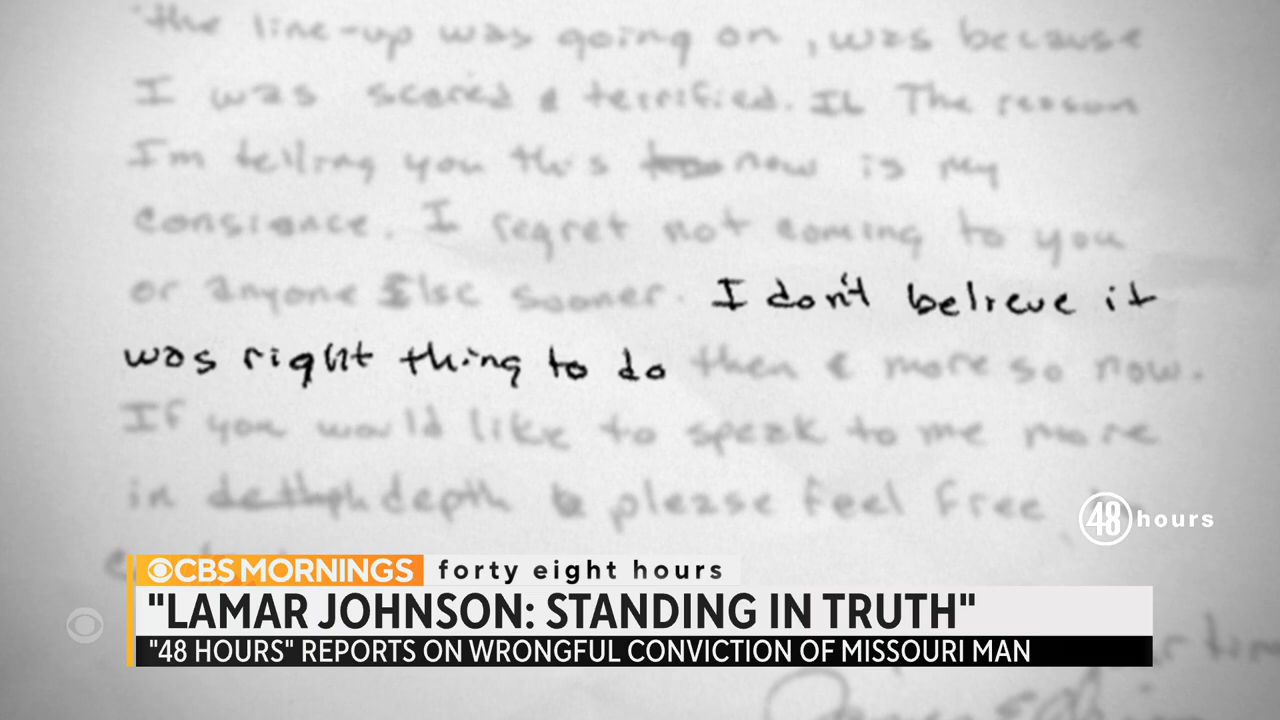 the line-up was going on, was because
I was scared & terrified. It The reason
I'm telling you this now is my
consiance. I regret not coming to you
or anyone Else sooner. I don't believe it
was right thing to do then & more so now.
If you would like to speak to me more
in depth please feel free
48 hours
CBS MORNINGS forty eight hours
"LAMAR JOHNSON: STANDING IN TRUTH"
"48 HOURS" REPORTS ON WRONGFUL CONVICTION OF MISSOURI MAN